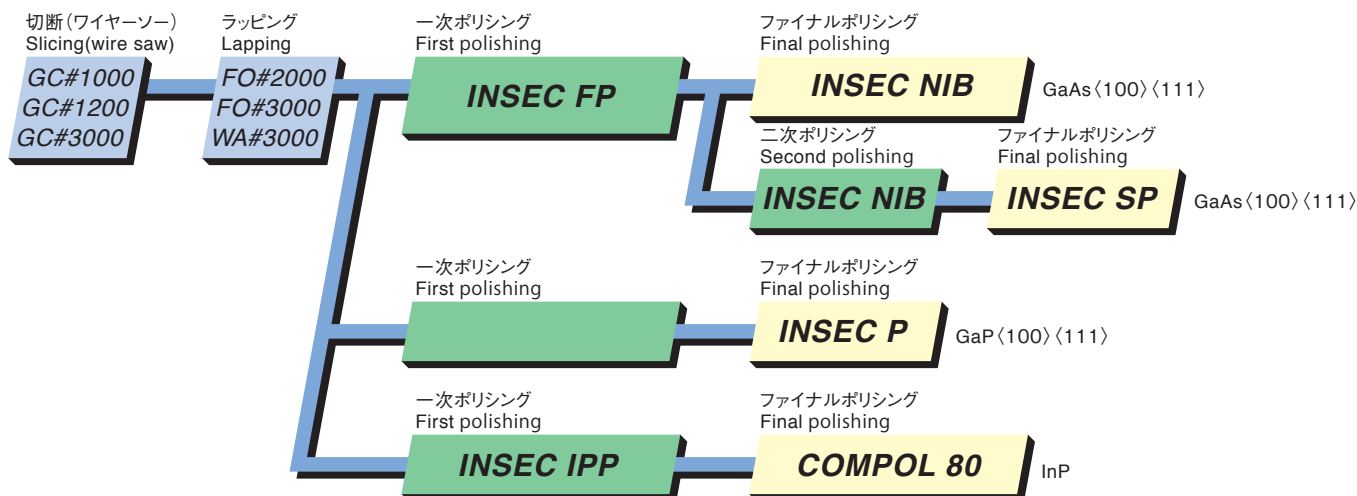 切断（ワイヤーソー）
Slicing(wire saw)
GC#1000
GC#1200
GC#3000
ラッピング
Lapping
FO#2000
FO#3000
WA#3000
一次ポリシング
First polishing
INSEC FP
ファイナルポリシング
Final polishing
INSEC NIB
GaAs〈100〉〈111〉
二次ポリシング
Second polishing
INSEC NIB
ファイナルポリシング
Final polishing
INSEC SP
GaAs〈100〉〈111〉
一次ポリシング
First polishing
ファイナルポリシング
Final polishing
INSEC P
GaP〈100〉〈111〉
一次ポリシング
First polishing
INSEC IPP
ファイナルポリシング
Final polishing
COMPOL 80
InP